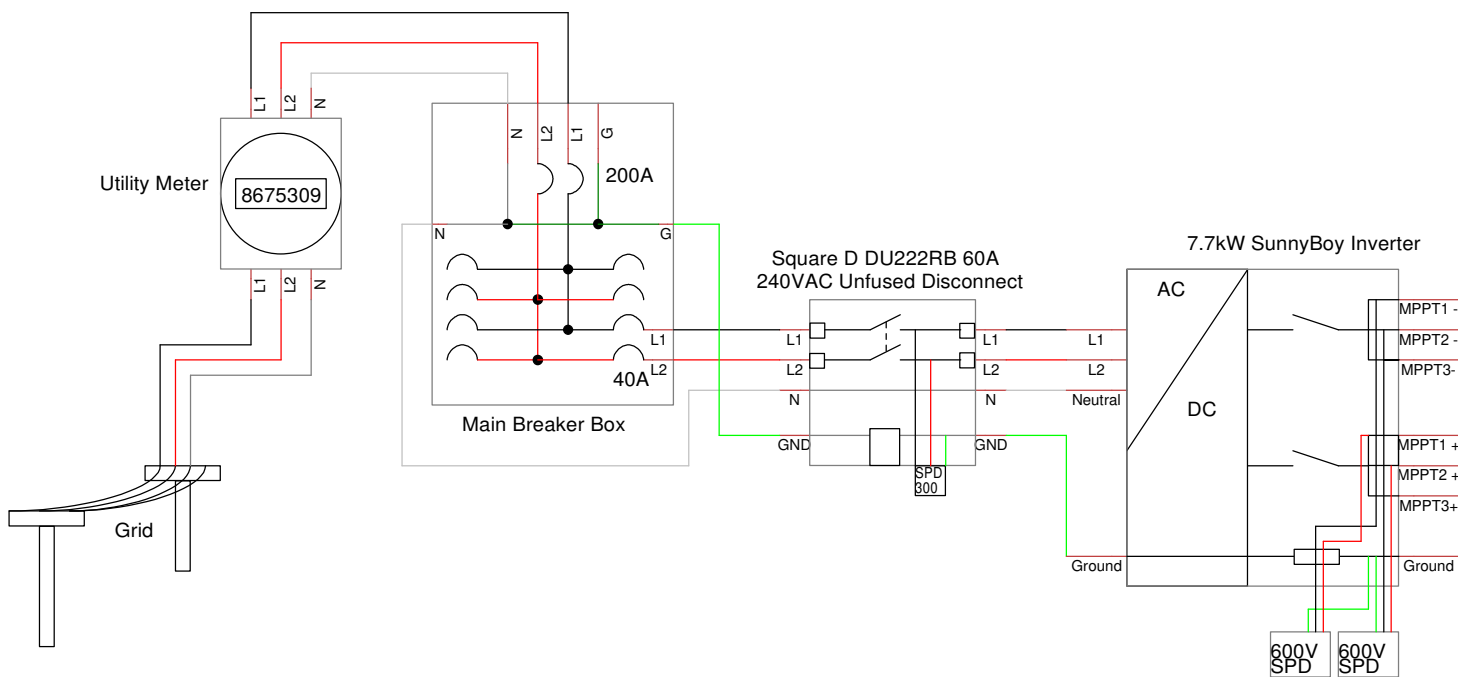 L1
L2
N
Utility Meter
8675309
L1
L2
N
Grid
N
L2
L1
G
200A
N
G
L1
L2
40A
Main Breaker Box
Square D DU222RB 60A
240VAC Unfused Disconnect
L1
L2
N
GND
L1
L2
N
GND
SPD
300
7.7kW SunnyBoy Inverter
AC
DC
L1
L2
Neutral
Ground
MPPT1 -
MPPT2 -
MPPT3-
MPPT1 +
MPPT2 +
MPPT3+
Ground
600V
SPD
600V
SPD